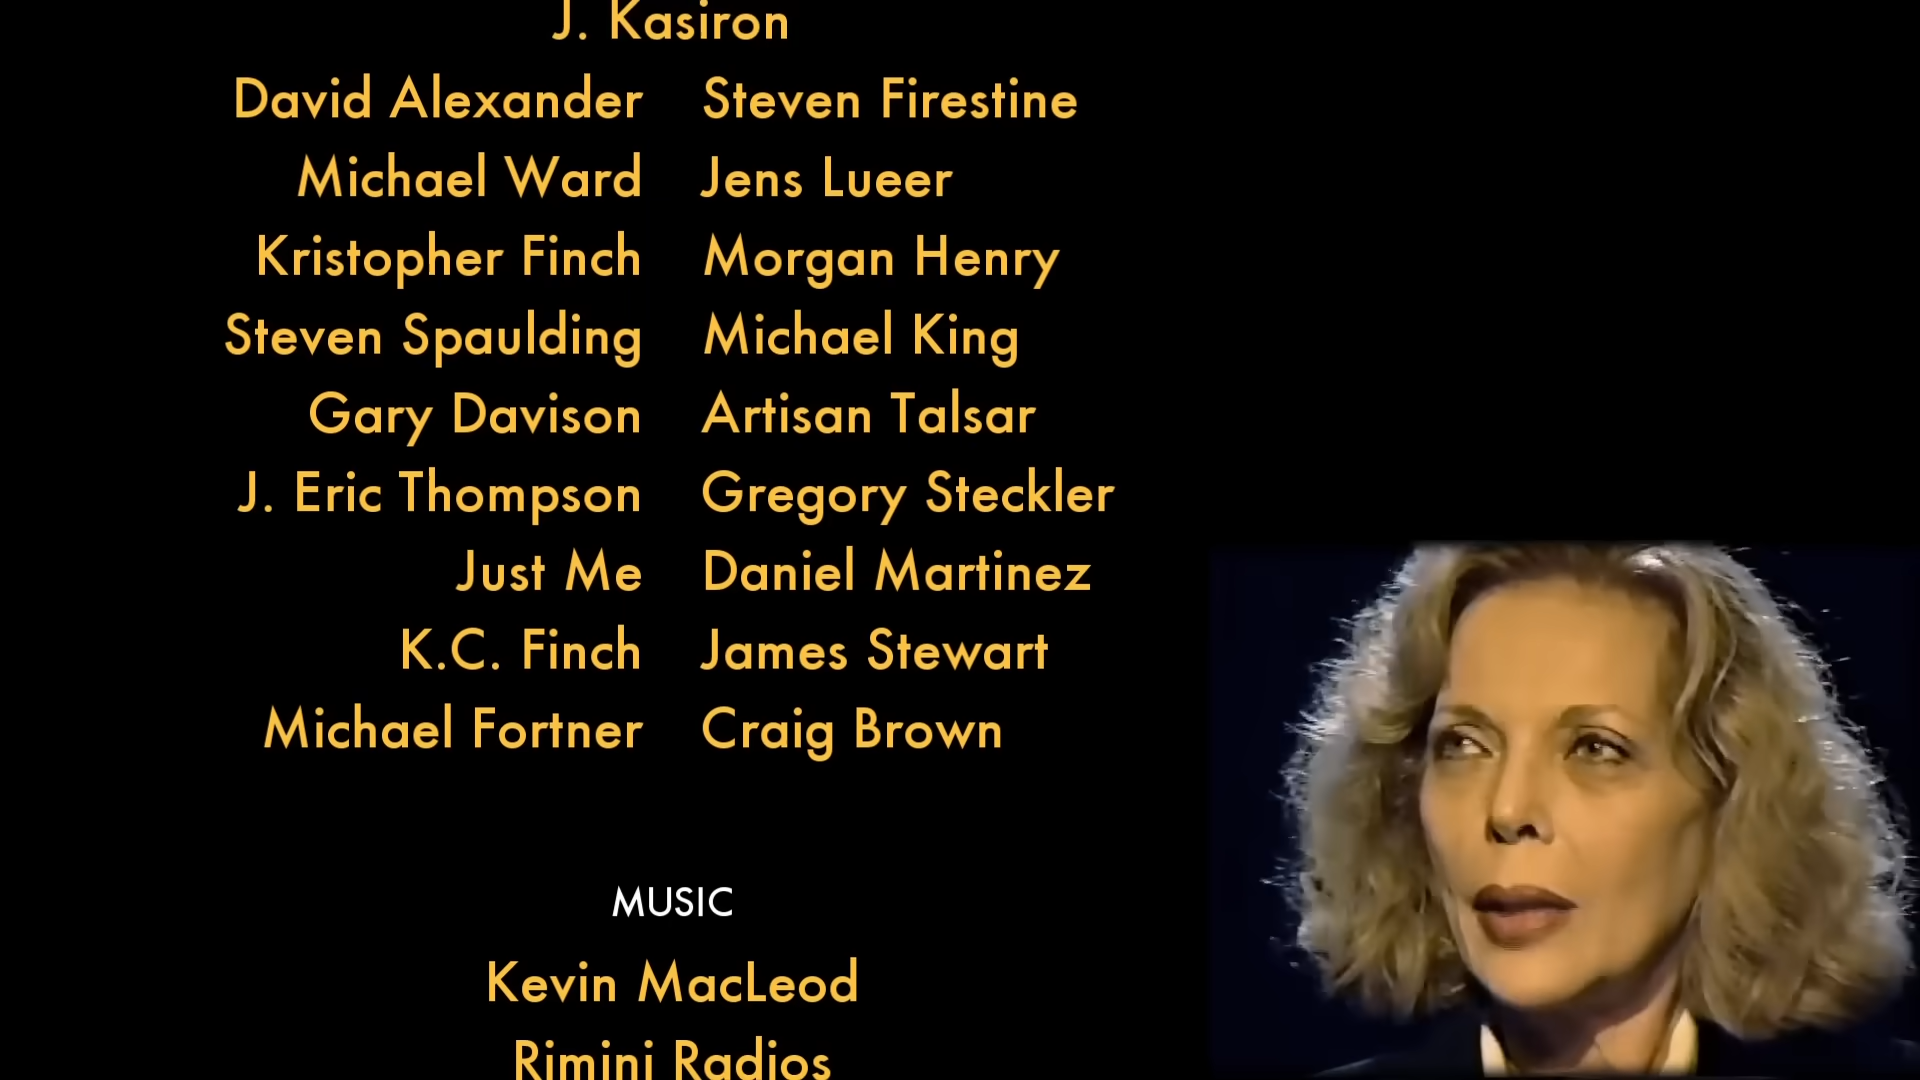 J. Kasiron
David Alexander Steven Firestine
Michael Ward Jens Lueer
Kristopher Finch Morgan Henry
Steven Spaulding Michael King
Gary Davison Artisan Talsar
J. Eric Thompson Gregory Steckler
Just Me Daniel Martinez
K.C. Finch James Stewart
Michael Fortner Craig Brown
MUSIC
Kevin MacLeod
Rimini Radios